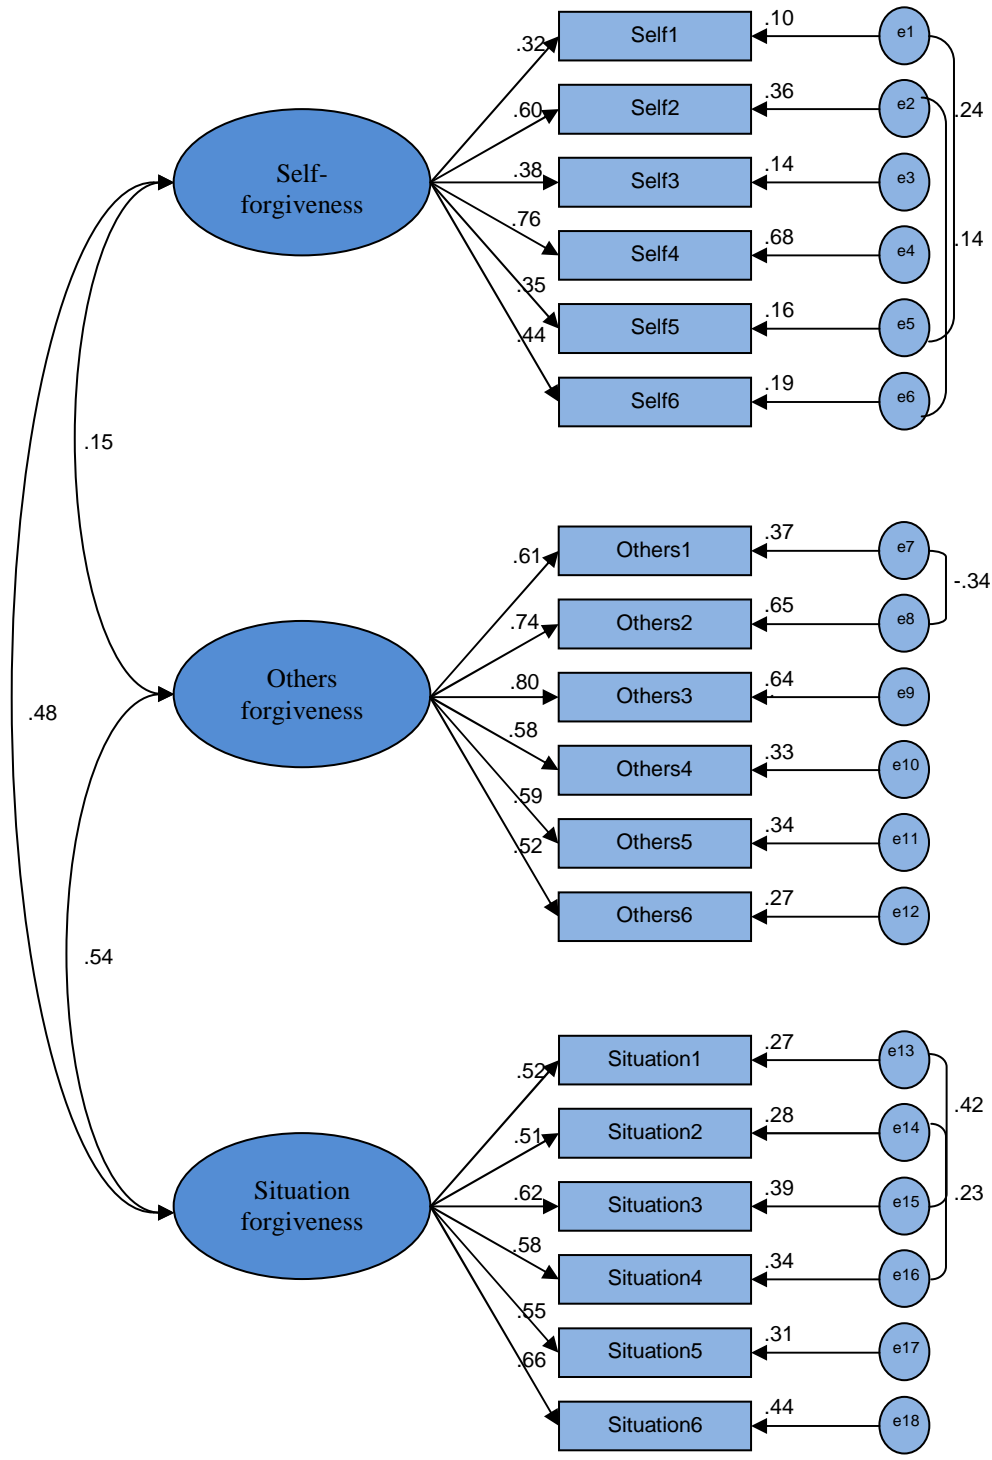 .32
Self1
.10
e1
.60
Self2
.36
e2
.24
Self-
forgiveness
.38
Self3
.14
e3
.76
Self4
.68
e4
.14
.35
Self5
.16
e5
.44
Self6
.19
e6
.15
.61
Others1
.37
e7
-.34
.74
Others2
.65
e8
Others
forgiveness
.80
Others3
.64
e9
.48
.58
Others4
.33
e10
.59
Others5
.34
e11
.52
Others6
.27
e12
.54
.52
Situation1
.27
e13
.42
.51
Situation2
.28
e14
Situation
forgiveness
.62
Situation3
.39
e15
.23
.58
Situation4
.34
e16
.55
Situation5
.31
e17
.66
Situation6
.44
e18